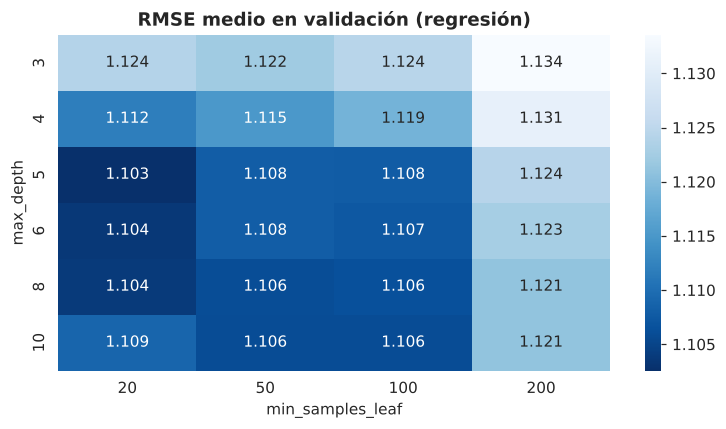 RMSE medio en validación (regresión)
3 1.124 1.122 1.124 1.134
4 1.112 1.115 1.119 1.131
5 1.103 1.108 1.108 1.124
6 1.104 1.108 1.107 1.123
8 1.104 1.106 1.106 1.121
10 1.109 1.106 1.106 1.121
20 50 100 200
max_depth
min_samples_leaf
1.130
1.125
1.120
1.115
1.110
1.105